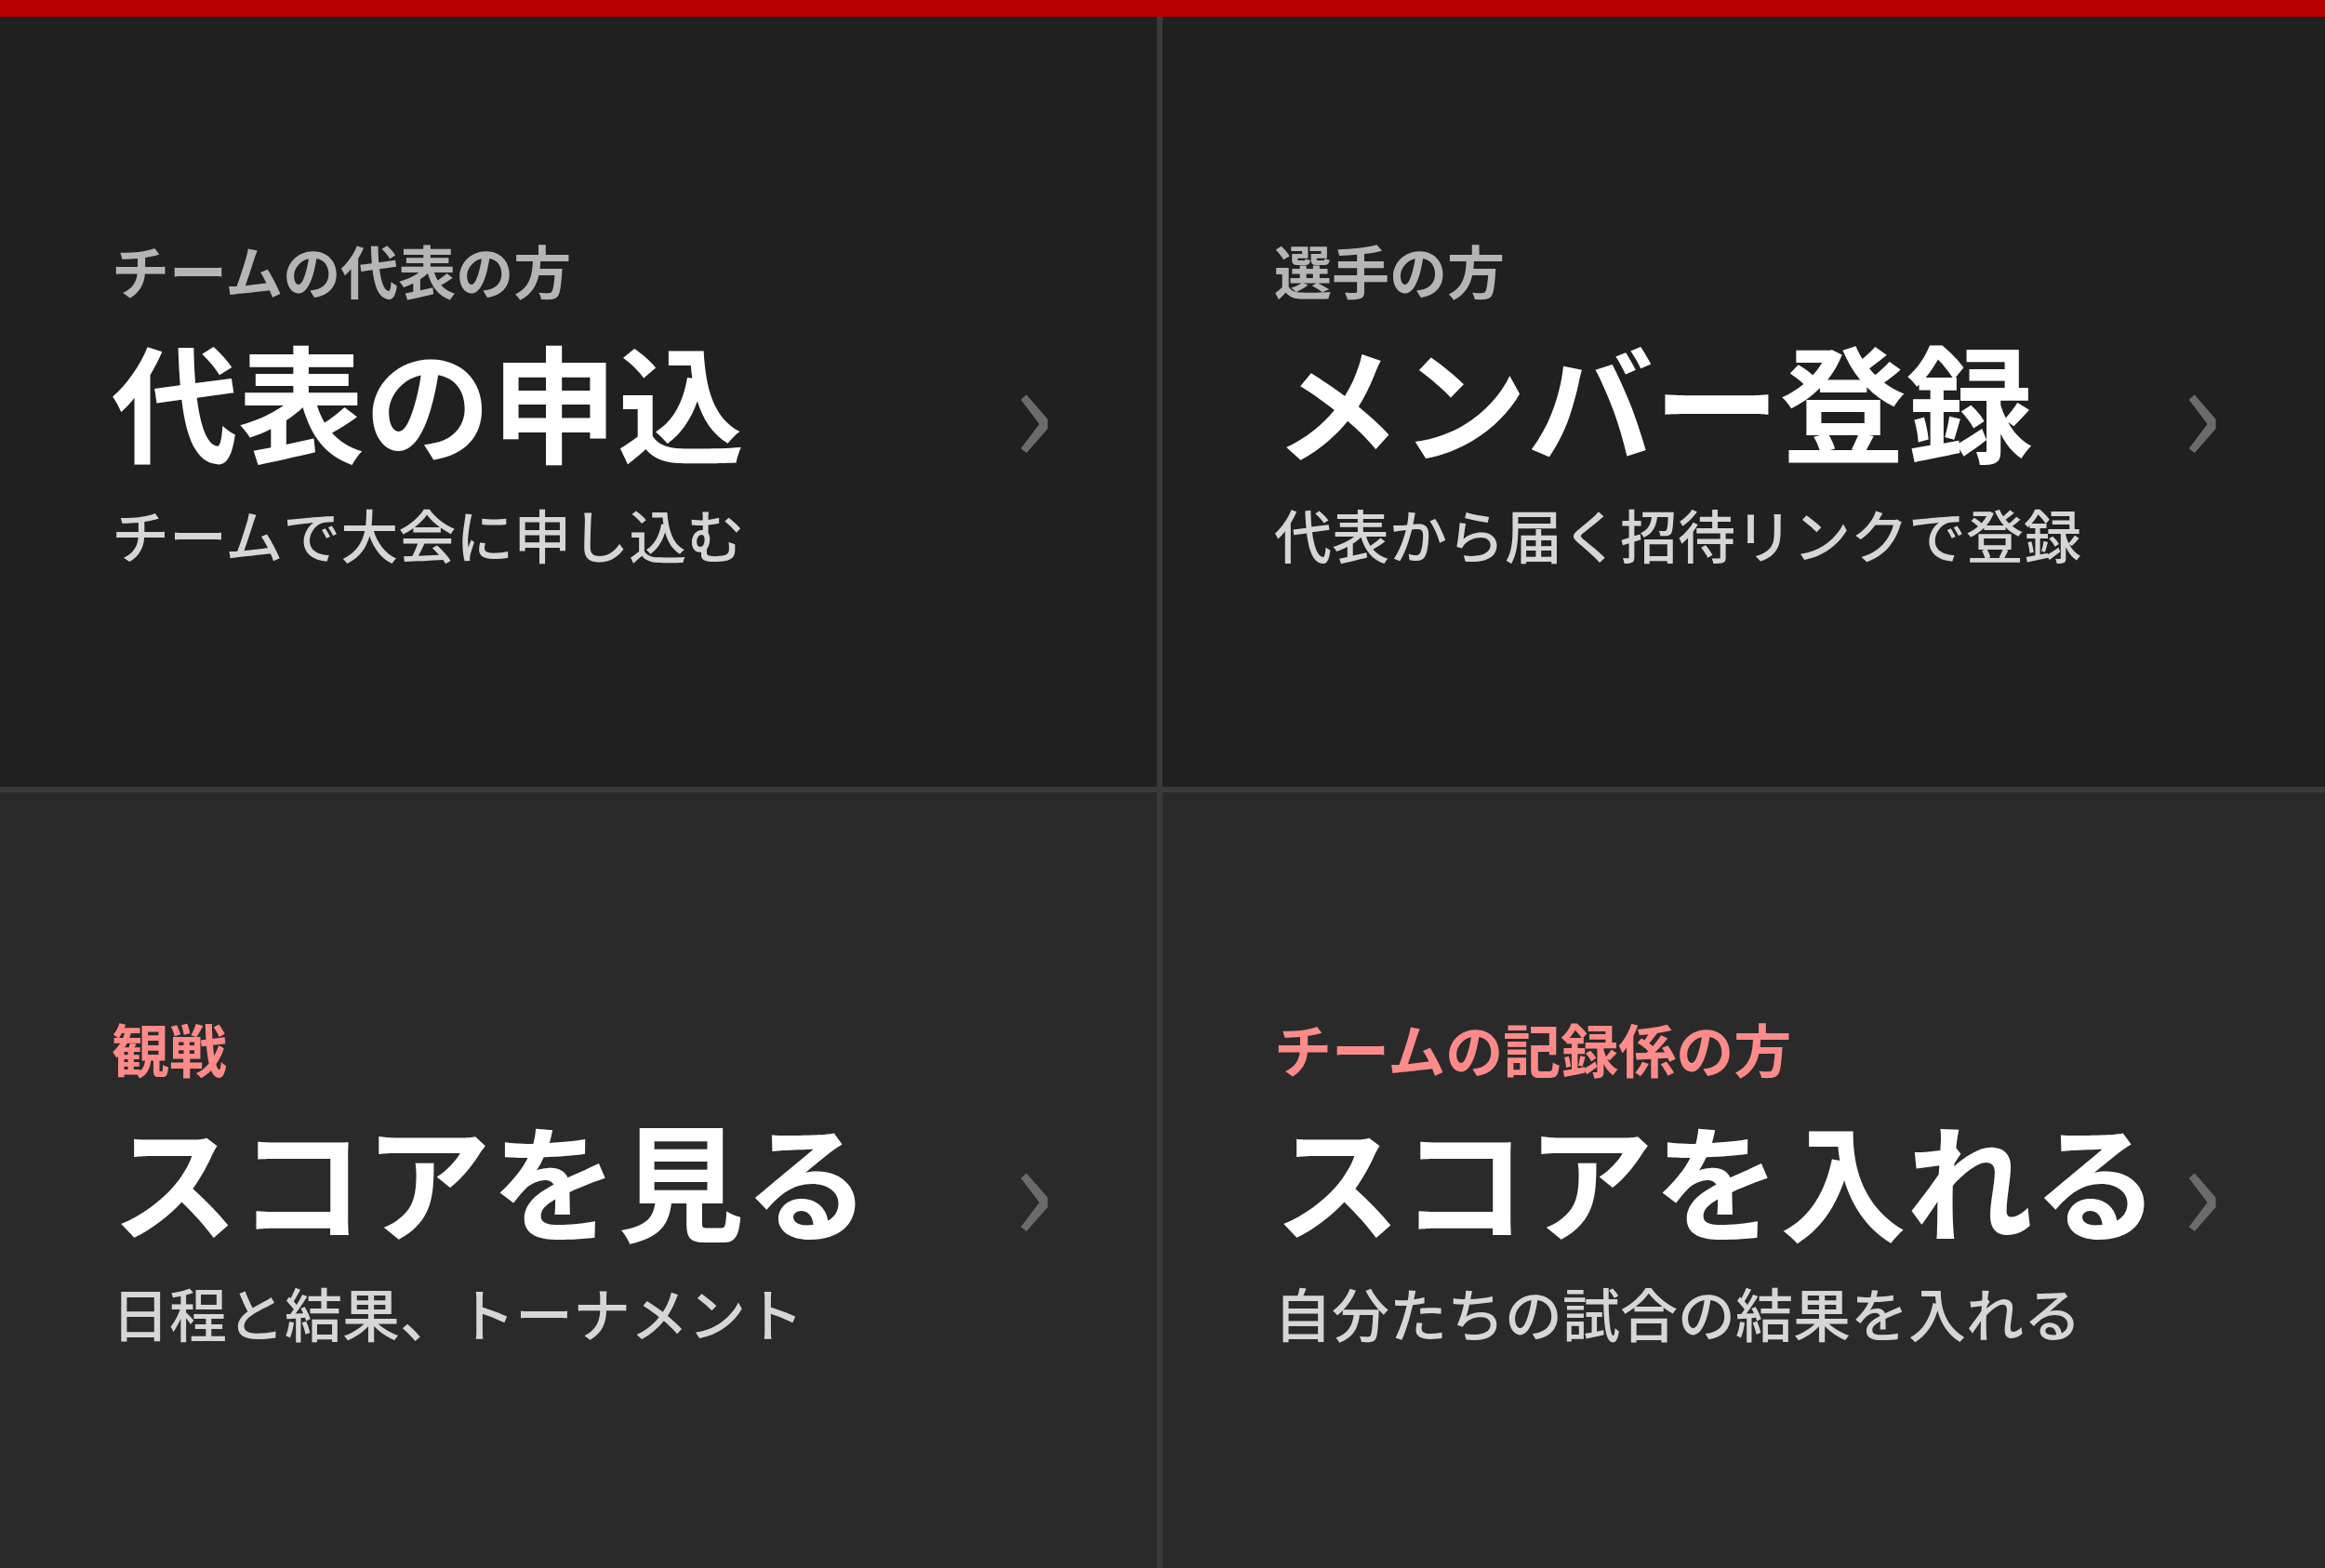 チームの代表の方
代表の申込
チームで大会に申し込む
選手の方
メンバー登録
代表から届く招待リンクで登録
観戦
スコアを見る
日程と結果、トーナメント
チームの記録係の方
スコアを入れる
自分たちの試合の結果を入れる